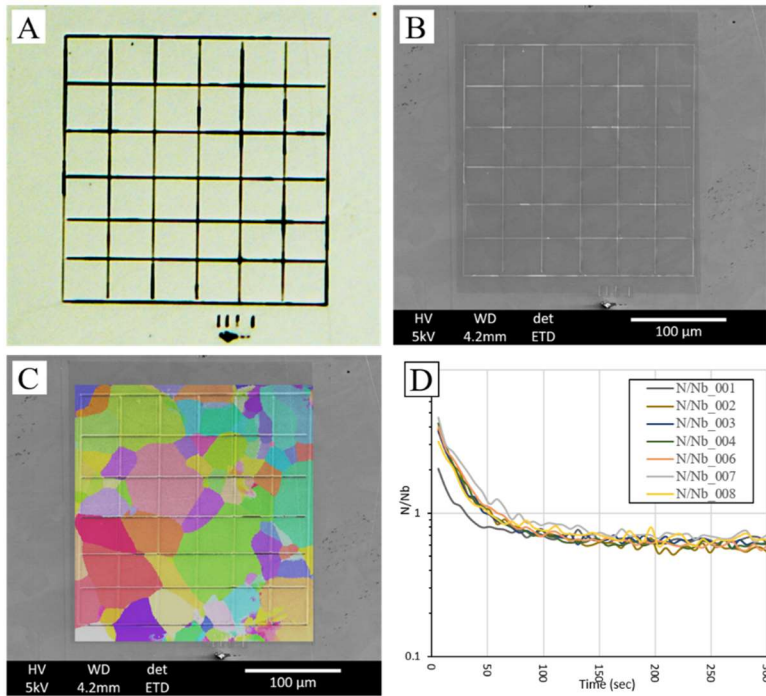 A
B
HV WD det
5kV 4.2mm ETD 100 µm
C
HV WD det
5kV 4.2mm ETD 100 µm
D
N/Nb_001
N/Nb_002
N/Nb_003
N/Nb_004
N/Nb_006
N/Nb_007
N/Nb_008
N/Nb
1
0.1
0 50 100 150 200 250
Time (sec)